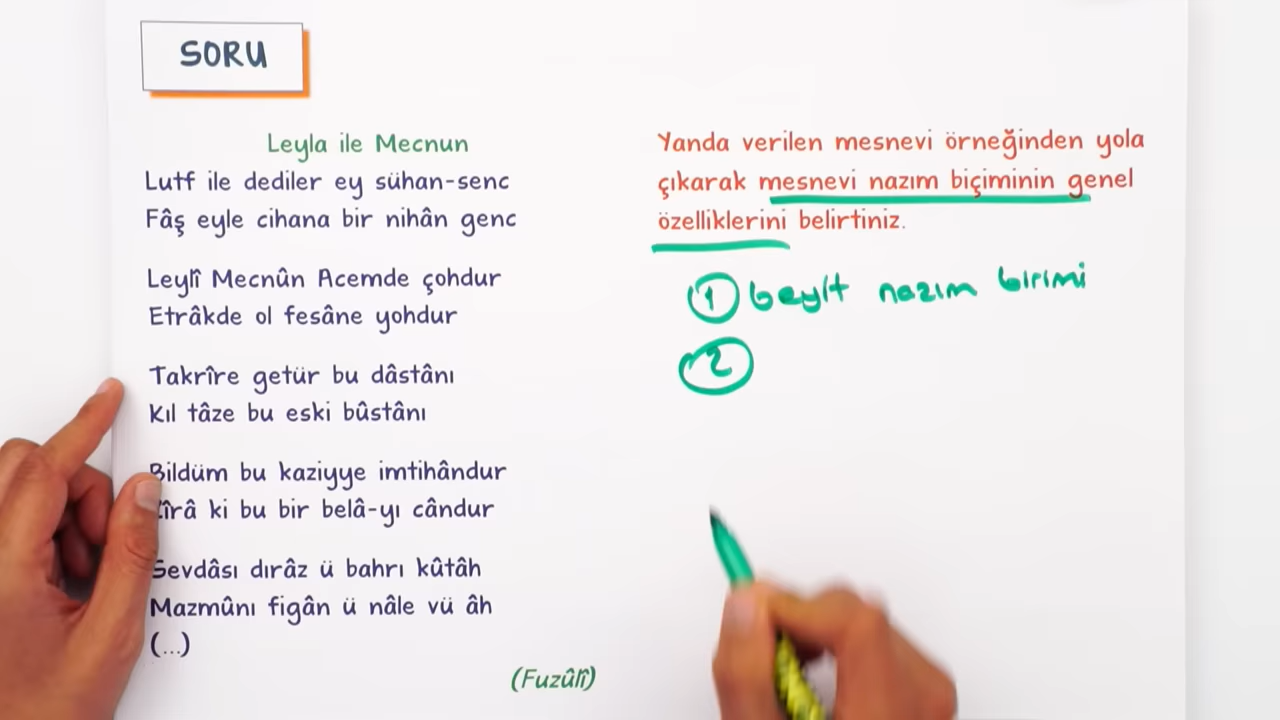 SORU
Leyla ile Mecnun
Lutf ile dediler ey sühan-senc
Fâş eyle cihana bir nihân genc
Leylî Mecnûn Acemde çohdur
Etrâkde ol fesâne yohdur
Takrîre getür bu dâstânı
Kıl tâze bu eski bûstânı
Bildüm bu kaziyye imtihândur
Zîrâ ki bu bir belâ-yı cândur
Sevdâsı dırâz ü bahrı kûtâh
Mazmûnı figân ü nâle vü âh
(...)
(Fuzûlî)
Yanda verilen mesnevi örneğinden yola
çıkarak mesnevi nazım biçiminin genel
özelliklerini belirtiniz.
1 beyit nazım birimi
2